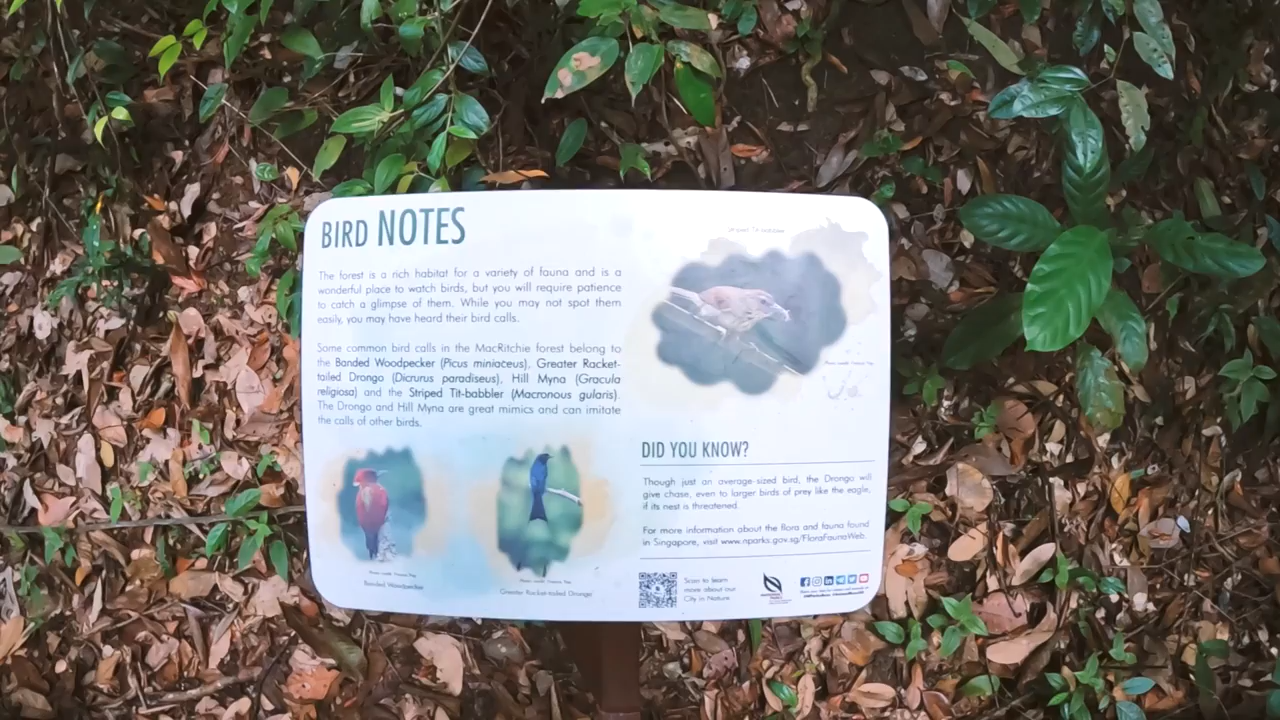 BIRD NOTES
The forest is a rich habitat for a variety of fauna and is a
wonderful place to watch birds, but you will require patience
to catch a glimpse of them. While you may not spot them
easily, you may have heard their bird calls.
Some common bird calls in the MacRitchie forest belong to
the Banded Woodpecker (Picus miniaceus), Greater Racket-
tailed Drongo (Dicrurus paradiseus), Hill Myna (Gracula
religiosa) and the Striped Tit-babbler (Macronous gularis).
The Drongo and Hill Myna are great mimics and can imitate
the calls of other birds.
Banded Woodpecker
Greater Racket-tailed Drongo
DID YOU KNOW?
Though just an average-sized bird, the Drongo will
give chase, even to larger birds of prey like the eagle,
if its nest is threatened.
For more information about the flora and fauna found
in Singapore, visit www.nparks.gov.sg/FloraFaunaWeb.
Scan to learn
more about our
City in Nature